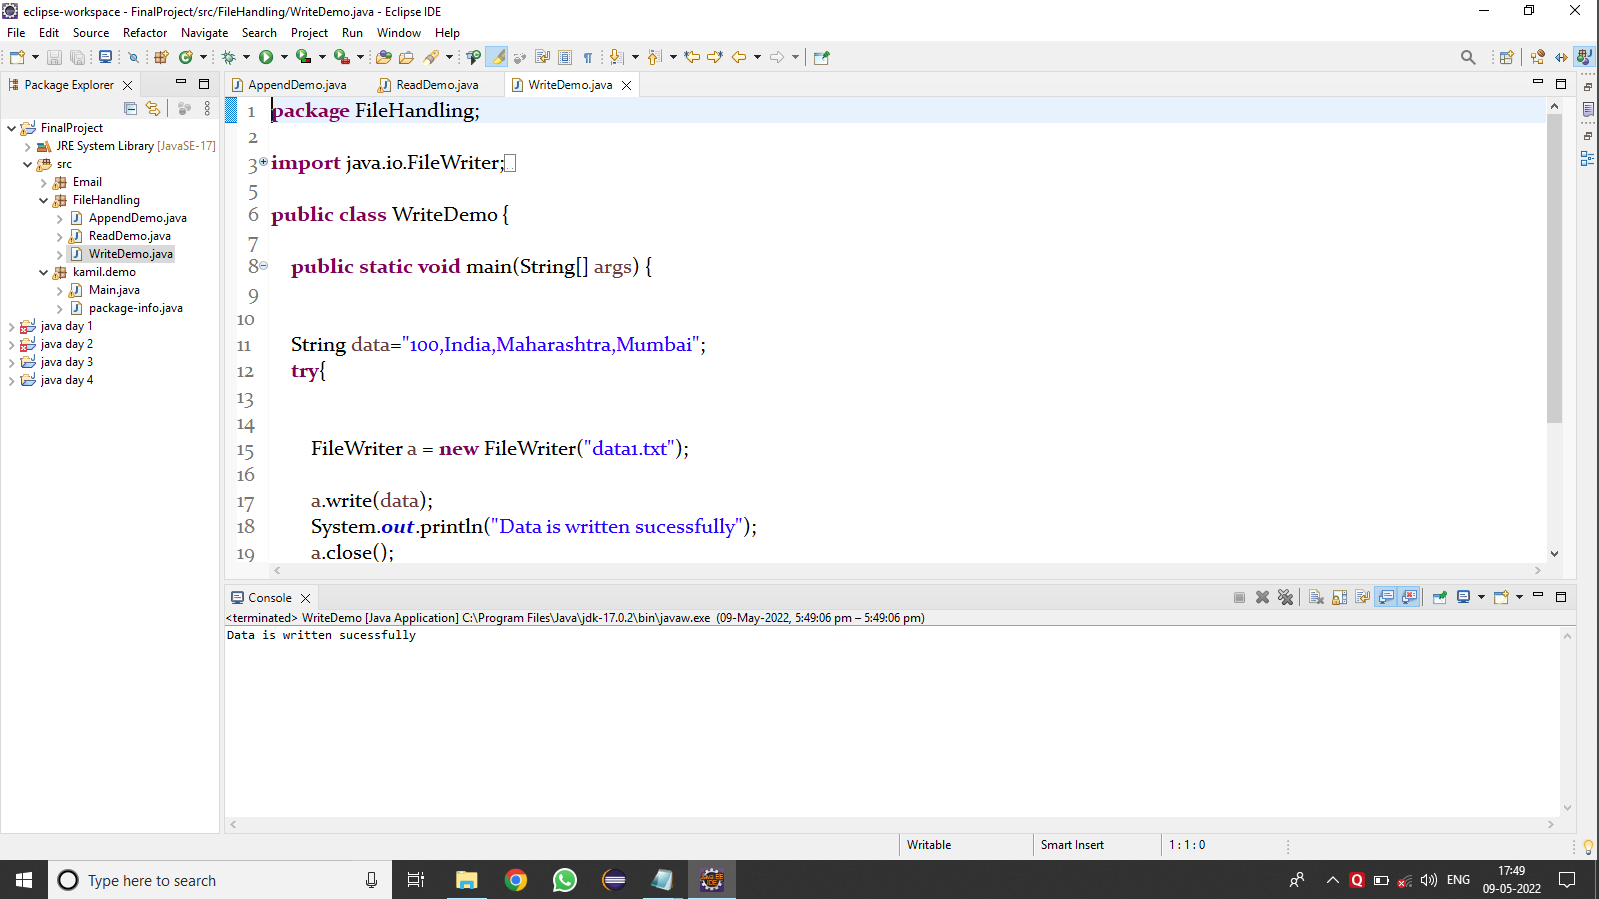 eclipse-workspace - FinalProject/src/FileHandling/WriteDemo.java - Eclipse IDE
File Edit Source Refactor Navigate Search Project Run Window Help
Package Explorer
FinalProject
JRE System Library [JavaSE-17]
src
Email
FileHandling
AppendDemo.java
ReadDemo.java
WriteDemo.java
kamil.demo
Main.java
package-info.java
java day 1
java day 2
java day 3
java day 4
AppendDemo.java ReadDemo.java WriteDemo.java
1 package FileHandling;
2
3 import java.io.FileWriter;
5
6 public class WriteDemo {
7
8 public static void main(String[] args) {
9
10
11 String data="100,India,Maharashtra,Mumbai";
12 try{
13
14
15 FileWriter a = new FileWriter("data1.txt");
16
17 a.write(data);
18 System.out.println("Data is written sucessfully");
19 a.close();
Console
<terminated> WriteDemo [Java Application] C:\Program Files\Java\jdk-17.0.2\bin\javaw.exe (09-May-2022, 5:49:06 pm – 5:49:06 pm)
Data is written sucessfully
Writable Smart Insert 1 : 1 : 0
Type here to search
ENG
17:49
09-05-2022